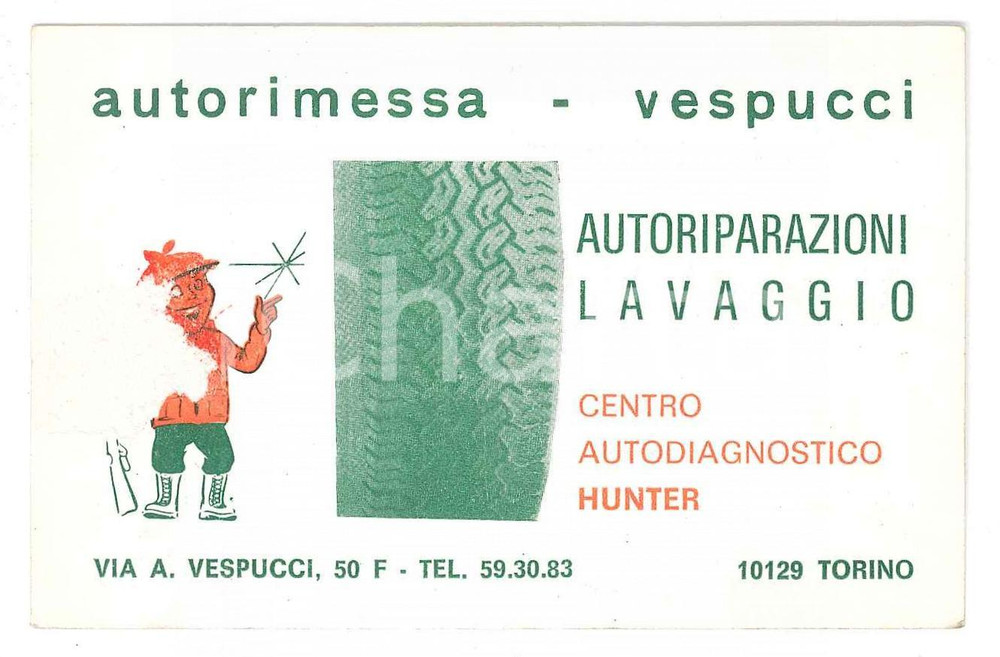 autorimessa - vespucci
AUTORIPARAZIONI
LAVAGGIO
CENTRO
AUTODIAGNOSTICO
HUNTER
VIA A. VESPUCCI, 50 F - TEL. 59.30.83
10129 TORINO